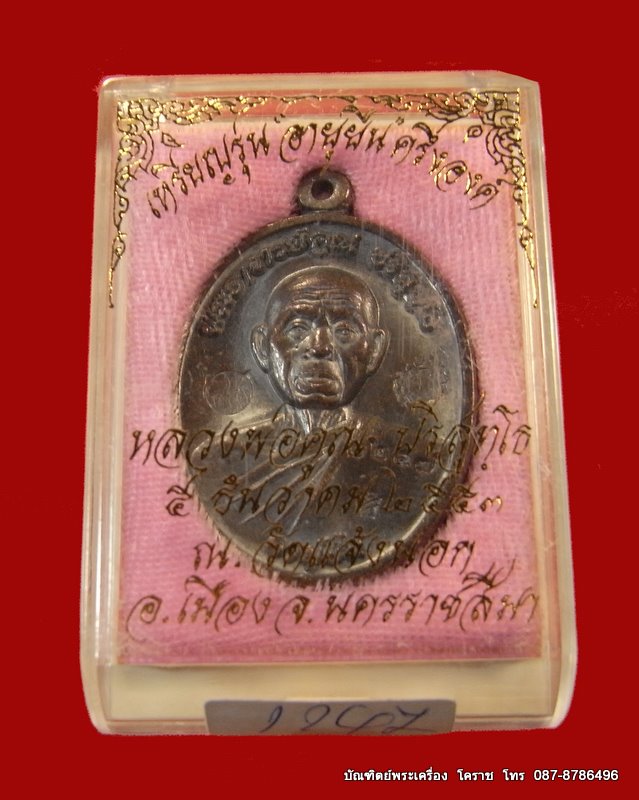 เหรียญรุ่น "อายุยืน" ครึ่งองค์
หลวงพ่อคูณ ปริสุทฺโธ
๕ ธันวาคม ๒๕๕๓
ณ. วัดแจ้งนอก
อ.เมือง จ.นครราชสีมา
บัณฑิตย์พระเครื่อง โคราช โทร 087-8786496